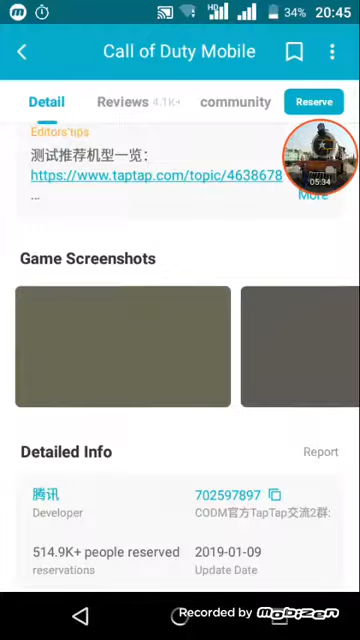 HD
34%
20:45
Call of Duty Mobile
Detail
Reviews 4.1K+
community
Reserve
Editors'tips
测试推荐机型一览：
https://www.taptap.com/topic/4638678
...
More
05:34
Game Screenshots
Detailed Info
Report
腾讯
702597897
Developer
CODM官方TapTap交流2群:
514.9K+ people reserved
2019-01-09
reservations
Update Date
Recorded by mobizen